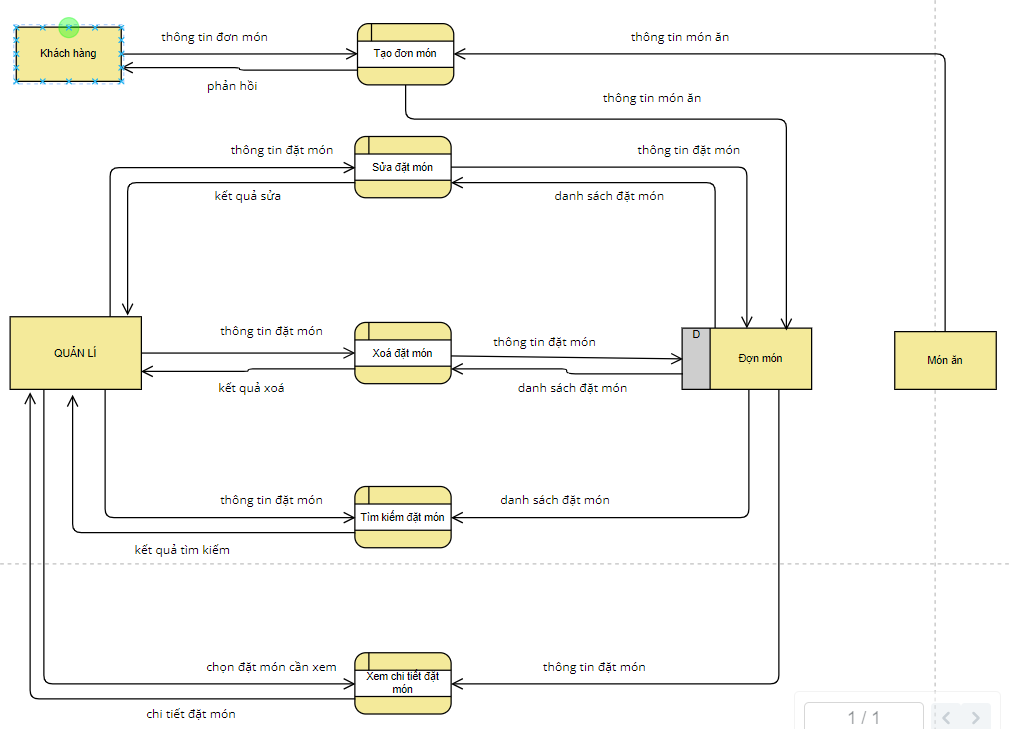 thông tin đơn món
thông tin món ăn
Khách hàng
Tạo đơn món
phản hồi
thông tin món ăn
thông tin đặt món
thông tin đặt món
Sửa đặt món
kết quả sửa
danh sách đặt món
thông tin đặt món
thông tin đặt món
D
QUẢN LÍ
Xoá đặt món
Đơn món
Món ăn
kết quả xoá
danh sách đặt món
thông tin đặt món
danh sách đặt món
Tìm kiếm đặt món
kết quả tìm kiếm
chọn đặt món cần xem
thông tin đặt món
Xem chi tiết đặt
món
chi tiết đặt món
1 / 1